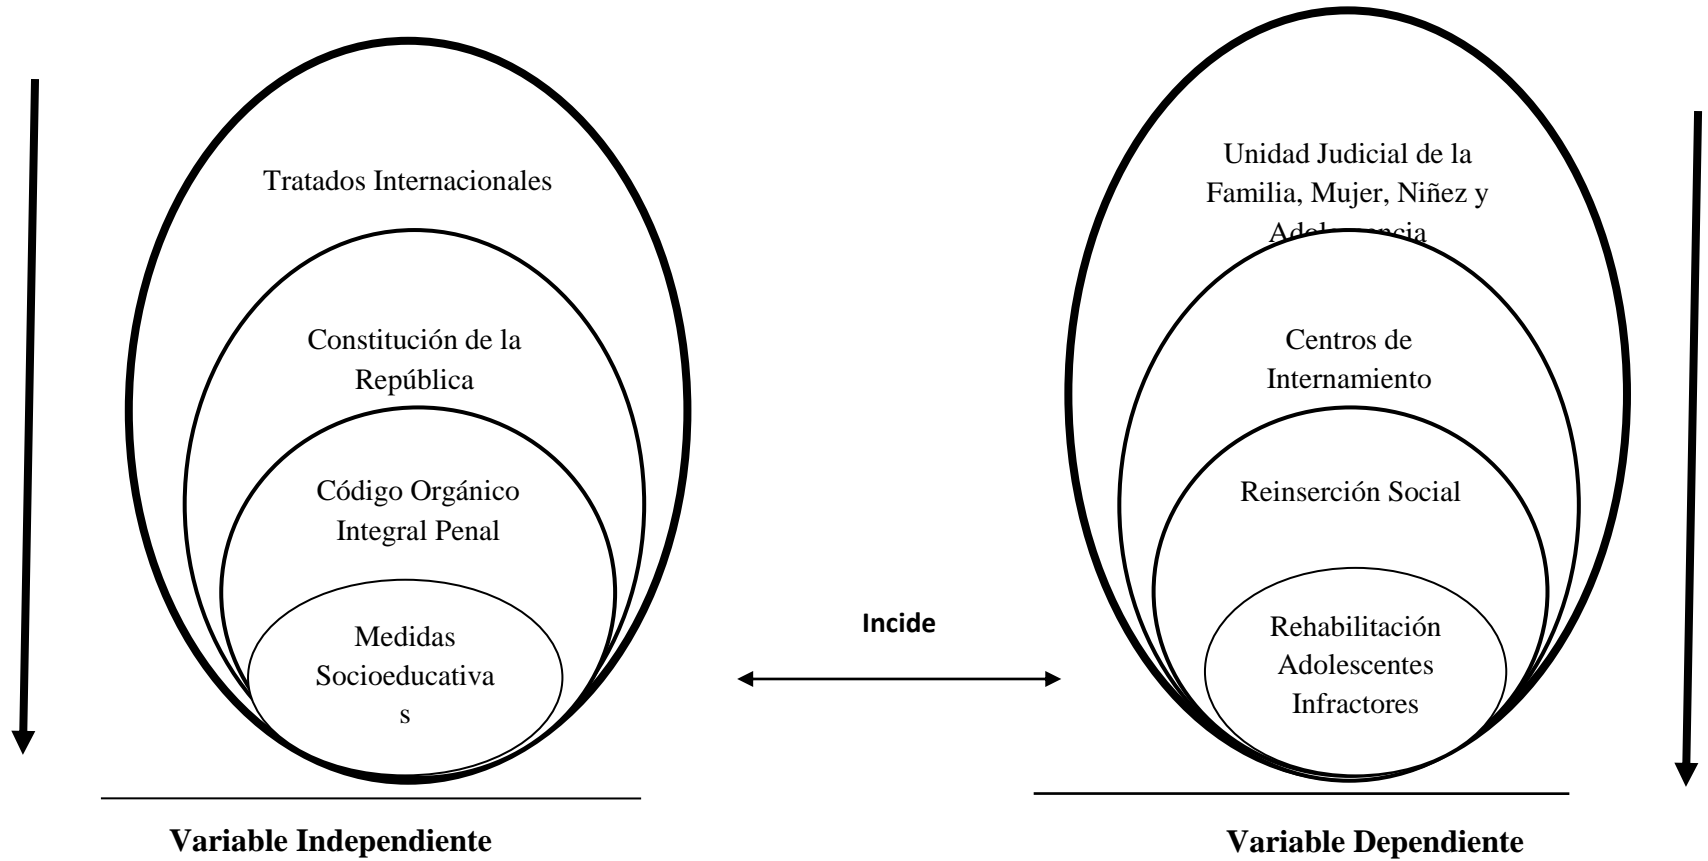 Tratados Internacionales
Constitución de la
República
Código Orgánico
Integral Penal
Medidas
Socioeducativa
s
Variable Independiente
Incide
Unidad Judicial de la
Familia, Mujer, Niñez y
Adolescencia
Centros de
Internamiento
Reinserción Social
Rehabilitación
Adolescentes
Infractores
Variable Dependiente